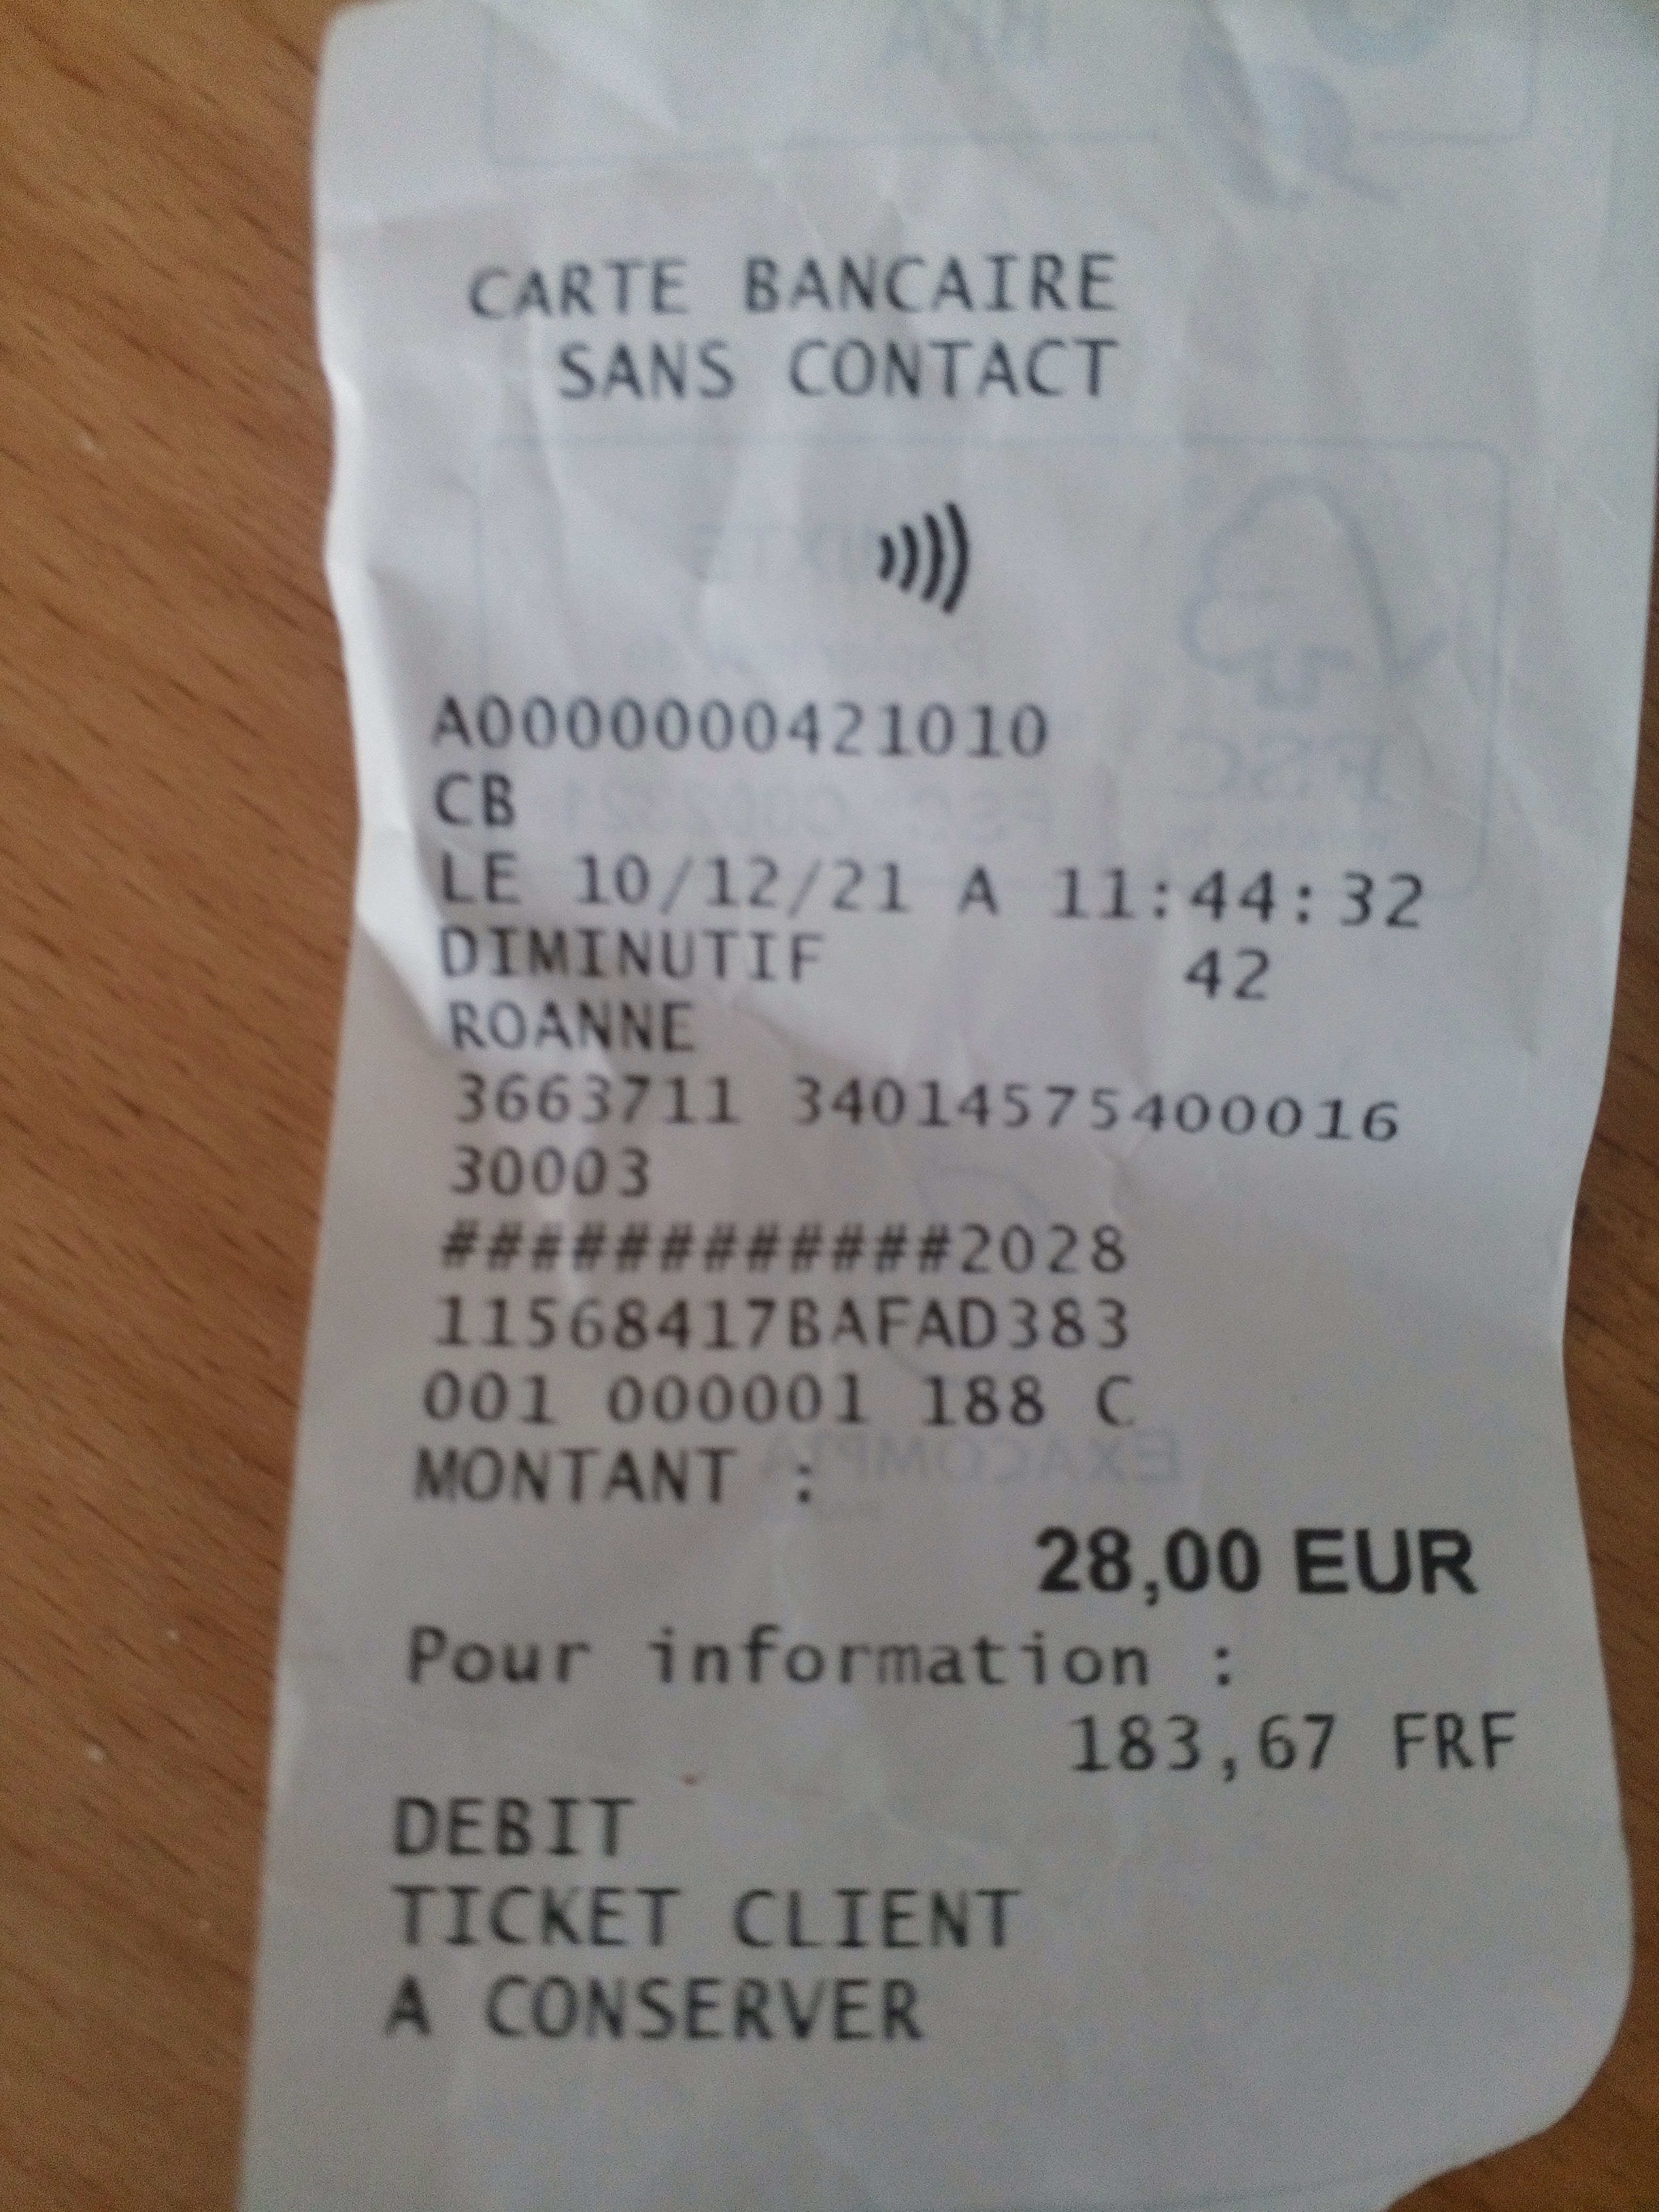 CARTE BANCAIRE
SANS CONTACT
A0000000421010
CB
LE 10/12/21 A 11:44:32
DIMINUTIF 42
ROANNE
3663711 34014575400016
30003
############2028
11568417BAFAD383
001 000001 188 C
MONTANT :
28,00 EUR
Pour information :
183,67 FRF
DEBIT
TICKET CLIENT
A CONSERVER